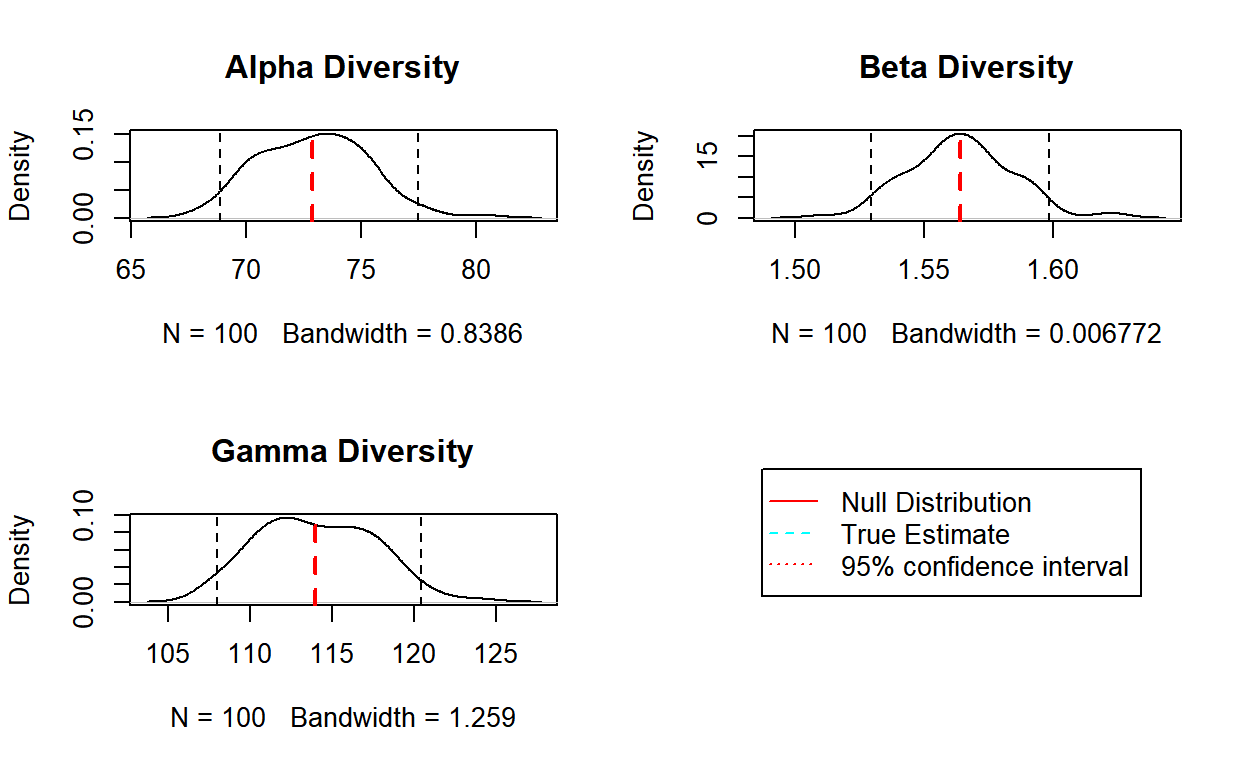 Alpha Diversity
Density
0.00 0.15
65 70 75 80
N = 100 Bandwidth = 0.8386
Beta Diversity
Density
0 15
1.50 1.55 1.60
N = 100 Bandwidth = 0.006772
Gamma Diversity
Density
0.00 0.10
105 110 115 120 125
N = 100 Bandwidth = 1.259
Null Distribution
True Estimate
95% confidence interval